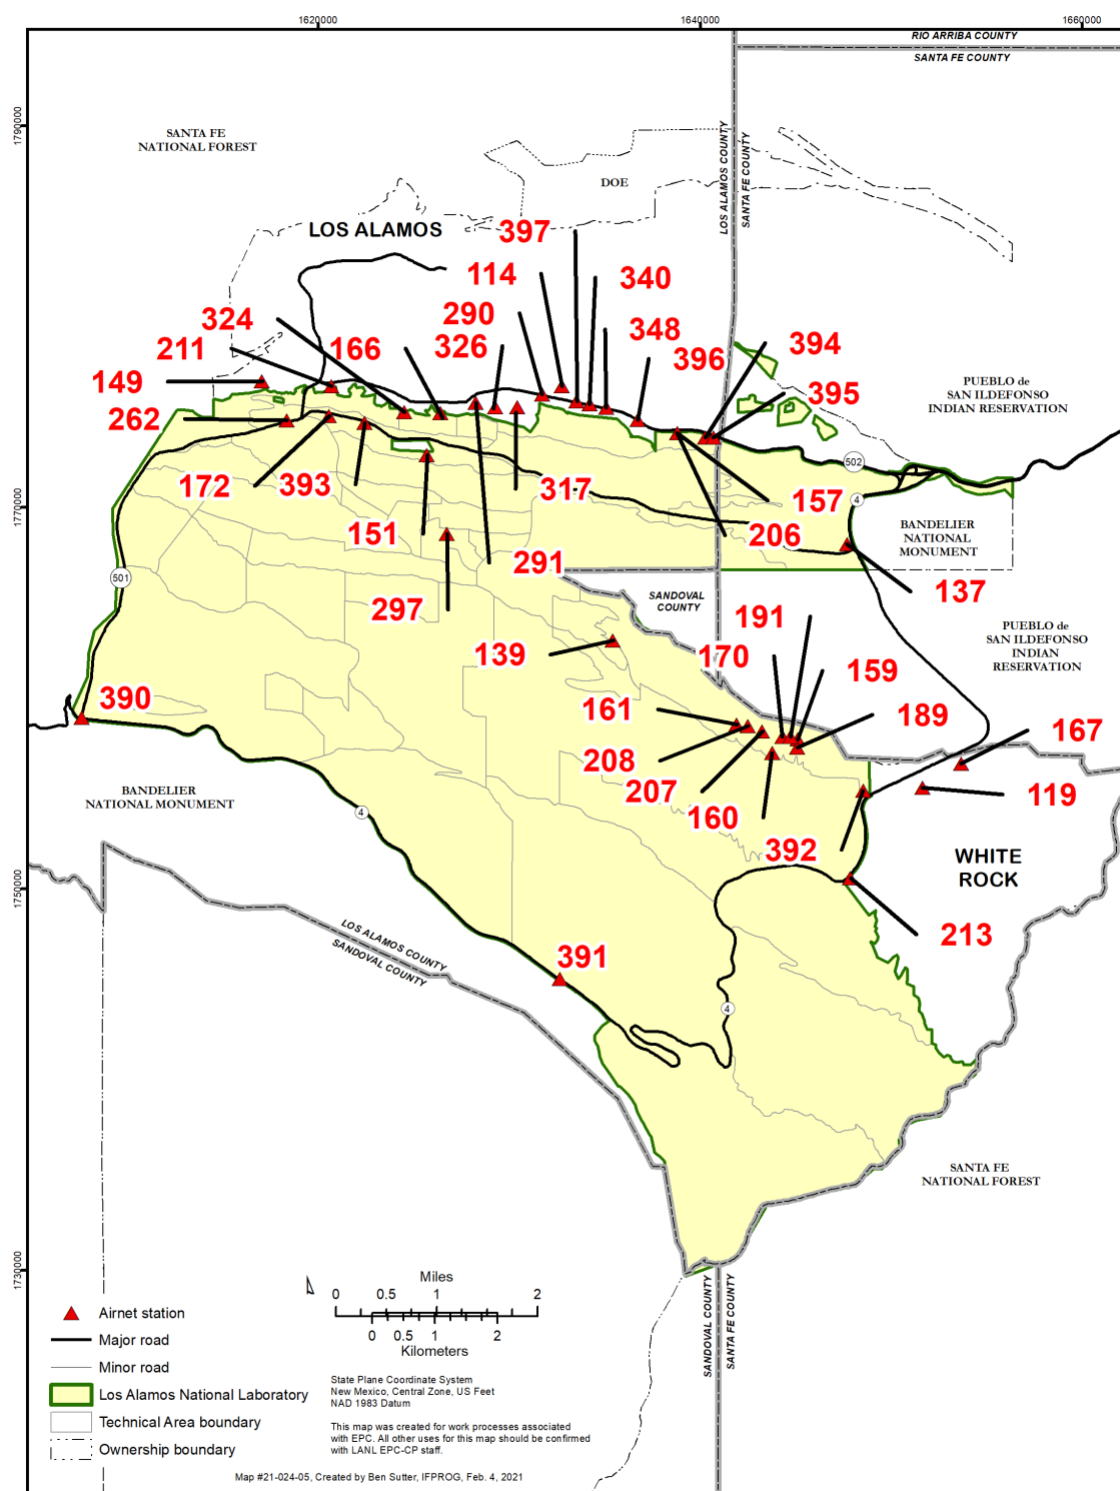 1620000
1640000
1660000
RIO ARRIBA COUNTY
SANTA FE COUNTY
1790000
SANTA FE
NATIONAL FOREST
LOS ALAMOS COUNTY
SANTA FE COUNTY
DOE
LOS ALAMOS
397
114
340
290
324
348
211
166
326
396
394
149
395
PUEBLO de
SAN ILDEFONSO
INDIAN RESERVATION
262
502
172
393
317
157
4
1770000
151
206
BANDELIER
NATIONAL
MONUMENT
291
501
137
297
SANDOVAL
COUNTY
191
PUEBLO de
SAN ILDEFONSO
INDIAN
RESERVATION
139
170
159
390
161
189
167
208
207
119
BANDELIER
NATIONAL MONUMENT
4
160
392
WHITE
ROCK
1750000
213
LOS ALAMOS COUNTY
SANDOVAL COUNTY
391
4
SANTA FE
NATIONAL FOREST
1730000
SANDOVAL COUNTY
SANTA FE COUNTY
Miles
0 0.5 1 2
0 0.5 1 2
Kilometers
Airnet station
Major road
Minor road
Los Alamos National Laboratory
Technical Area boundary
Ownership boundary
State Plane Coordinate System
New Mexico, Central Zone, US Feet
NAD 1983 Datum
This map was created for work processes associated
with EPC. All other uses for this map should be confirmed
with LANL EPC-CP staff.
Map #21-024-05, Created by Ben Sutter, IFPROG, Feb. 4, 2021